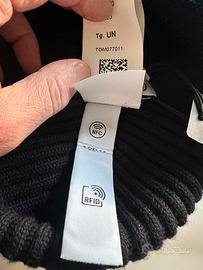 Tg. UN
TOM077011
NFC
RFID